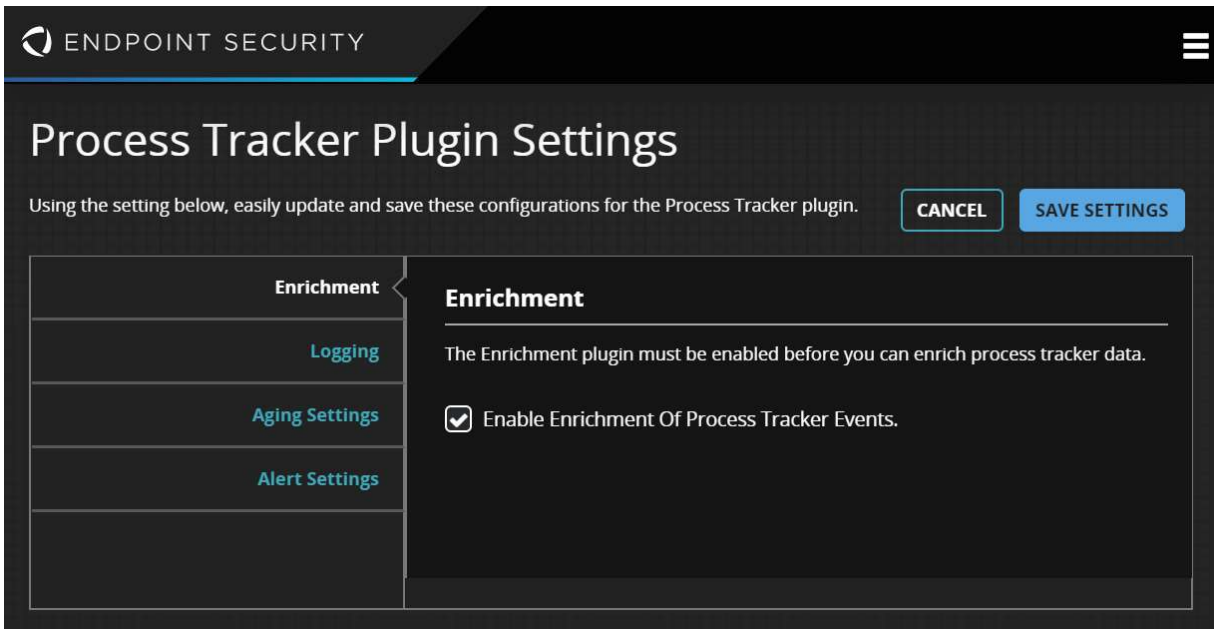 ENDPOINT SECURITY
Process Tracker Plugin Settings
Using the setting below, easily update and save these configurations for the Process Tracker plugin.
CANCEL
SAVE SETTINGS
Enrichment
Logging
Aging Settings
Alert Settings
Enrichment
The Enrichment plugin must be enabled before you can enrich process tracker data.
Enable Enrichment Of Process Tracker Events.